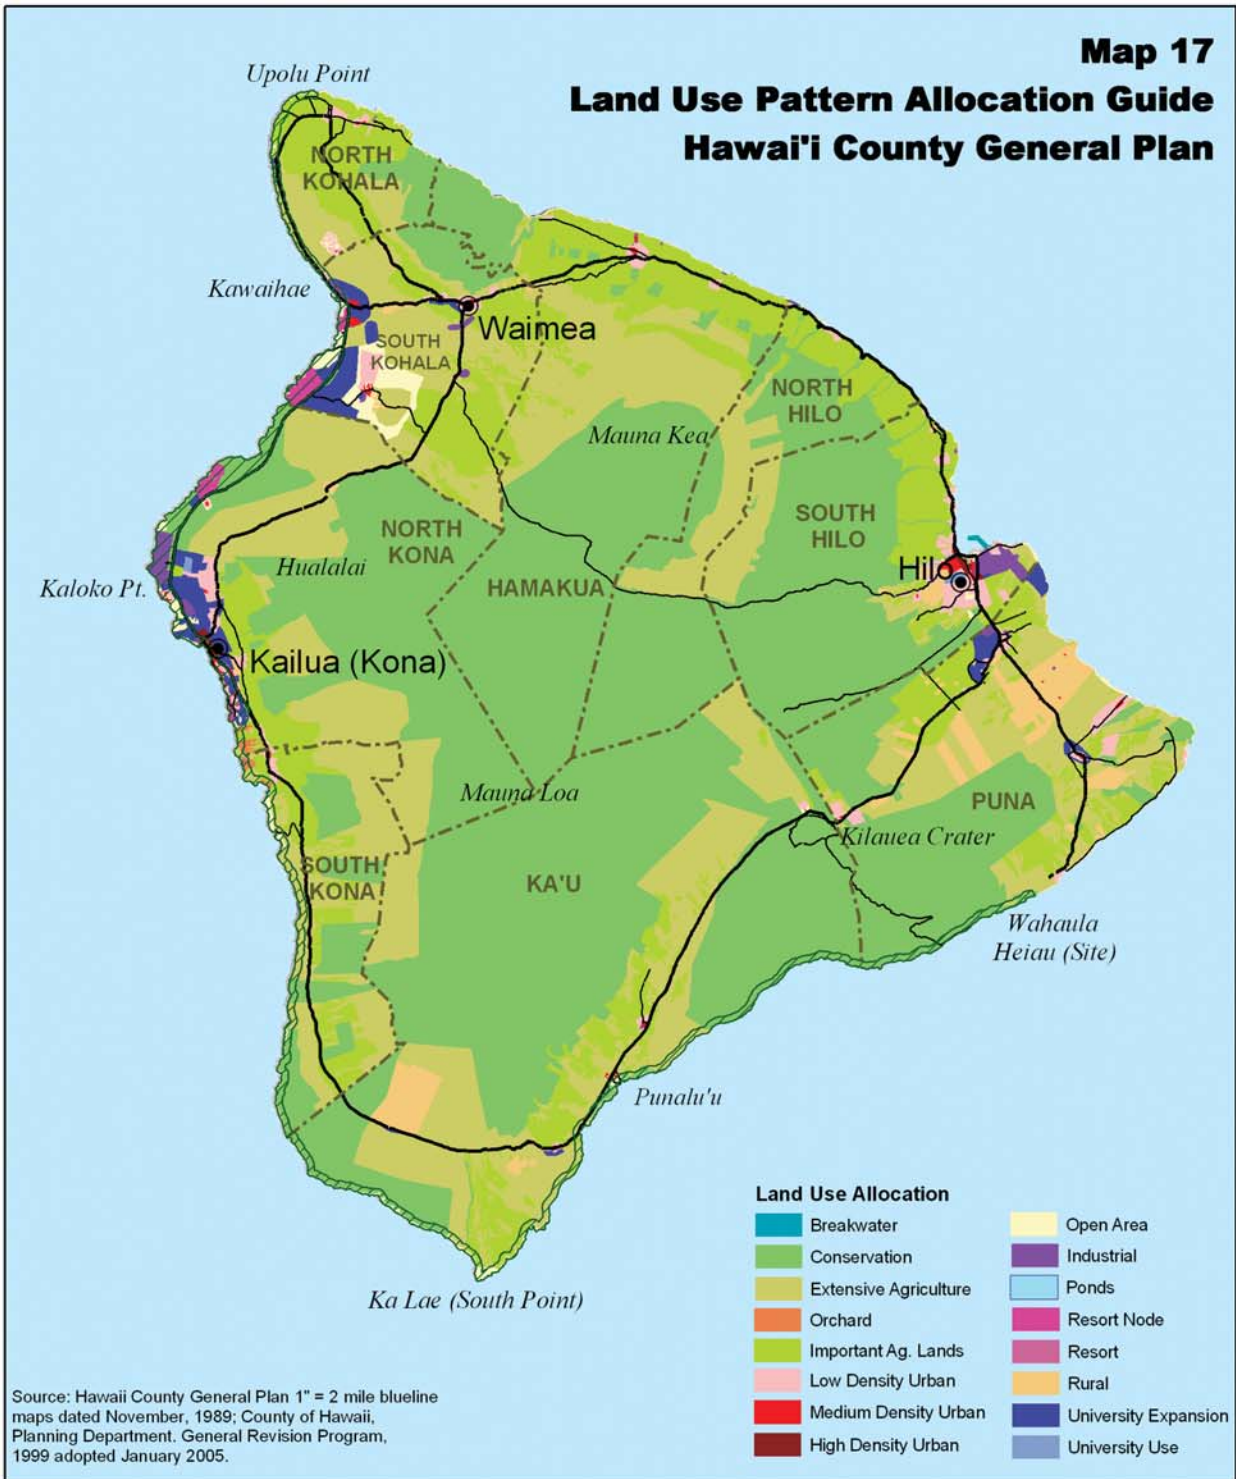 Map 17
Land Use Pattern Allocation Guide
Hawai'i County General Plan
Upolu Point
NORTH
KOHALA
Kawaihae
Waimea
SOUTH
KOHALA
NORTH
HILO
Mauna Kea
SOUTH
HILO
NORTH
KONA
Hualalai
HAMAKUA
Hilo
Kaloko Pt.
Kailua (Kona)
Mauna Loa
PUNA
Kilauea Crater
SOUTH
KONA
KA'U
Wahaula
Heiau (Site)
Punalu'u
Ka Lae (South Point)
Land Use Allocation
Breakwater
Conservation
Extensive Agriculture
Orchard
Important Ag. Lands
Low Density Urban
Medium Density Urban
High Density Urban
Open Area
Industrial
Ponds
Resort Node
Resort
Rural
University Expansion
University Use
Source: Hawaii County General Plan 1" = 2 mile blueline
maps dated November, 1989; County of Hawaii,
Planning Department. General Revision Program,
1999 adopted January 2005.